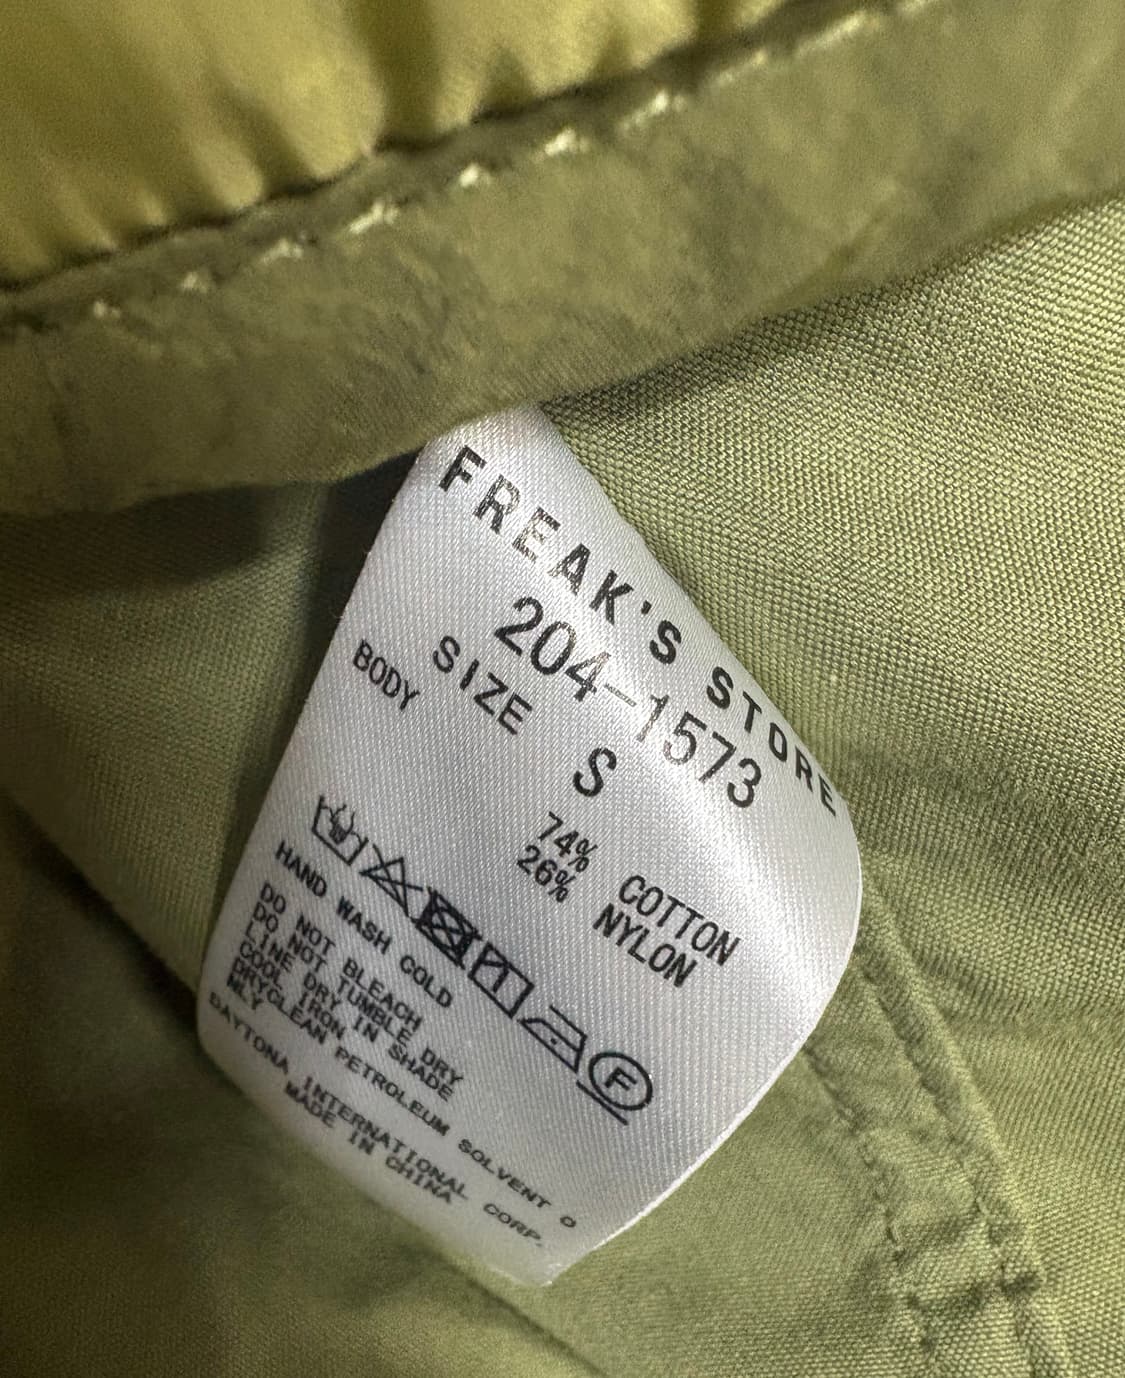 FREAK'S STORE
204-1573
SIZE S
BODY
74% COTTON
26% NYLON
F
HAND WASH COLD
DO NOT BLEACH
DO NOT TUMBLE DRY
LINE DRY IN SHADE
COOL IRON
DRYCLEAN PETROLEUM SOLVENT O
NLY
DAYTONA INTERNATIONAL CORP.
MADE IN CHINA